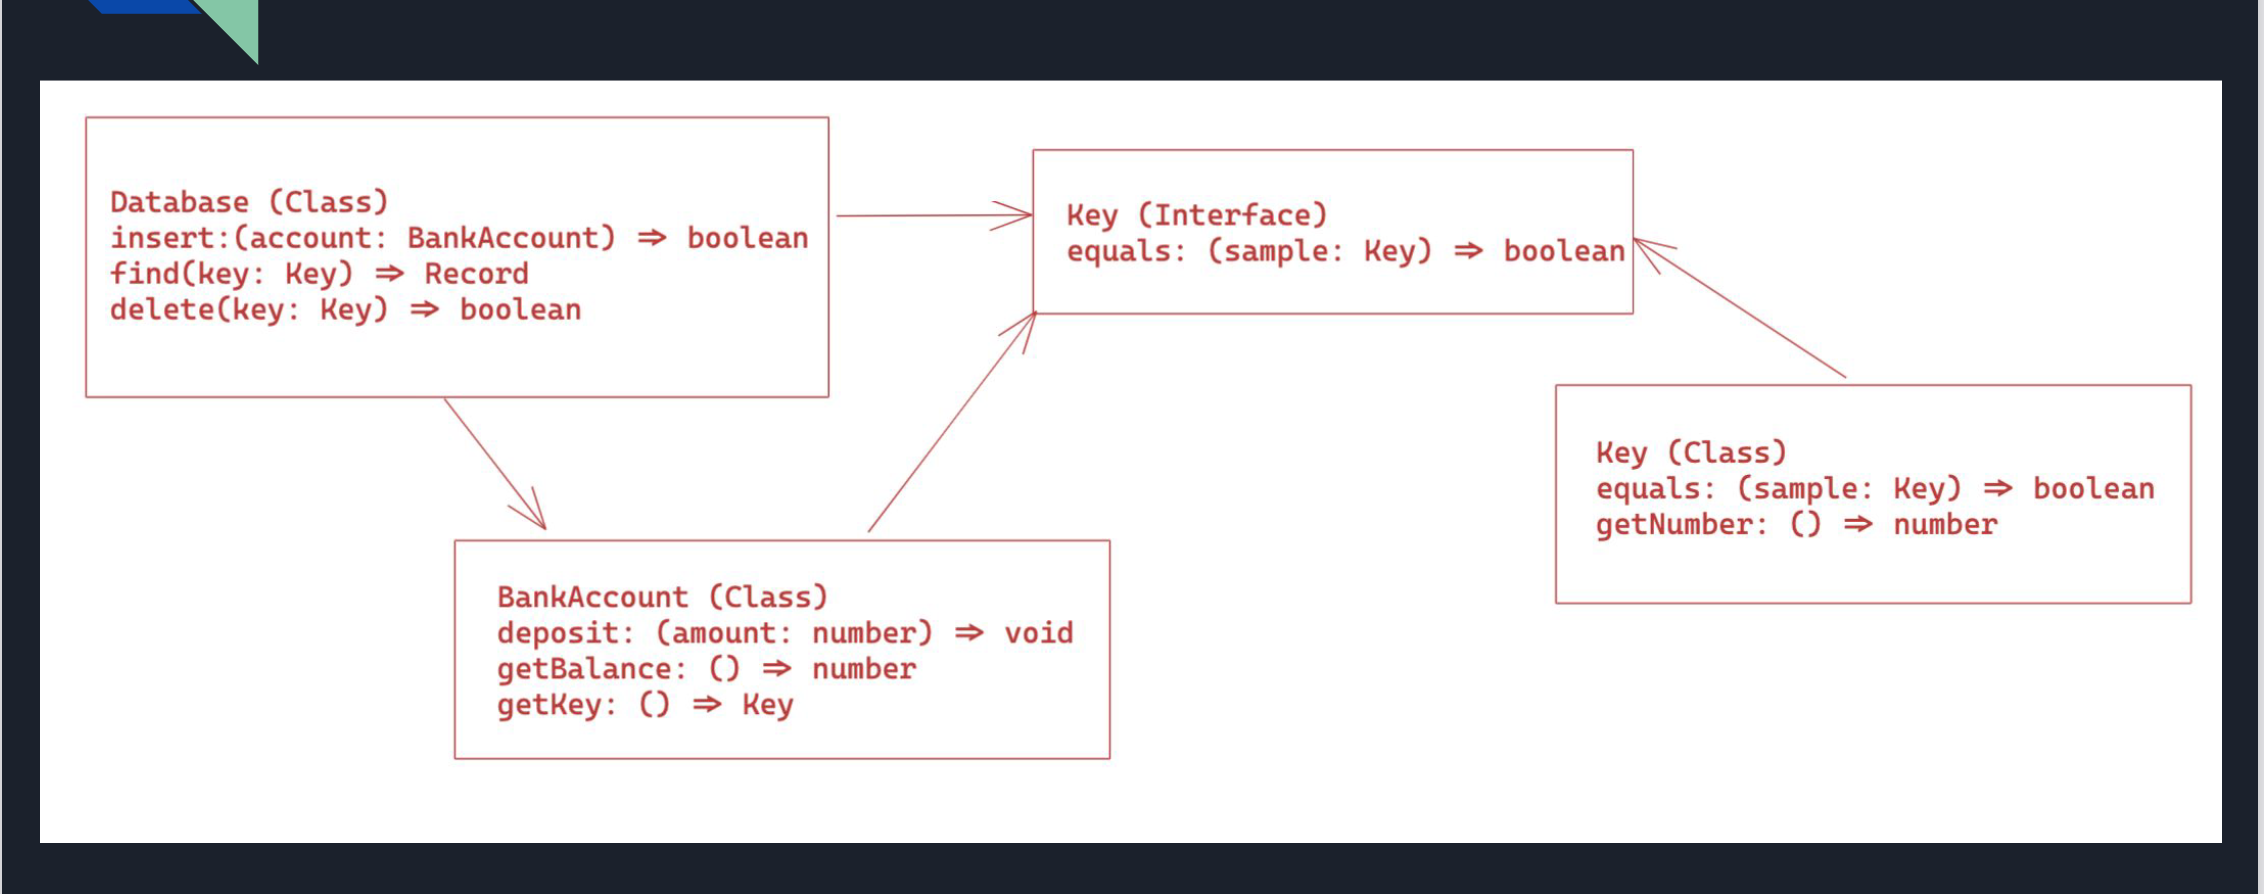 Database (Class)
insert:(account: BankAccount) => boolean
find(key: Key) => Record
delete(key: Key) => boolean
Key (Interface)
equals: (sample: Key) => boolean
Key (Class)
equals: (sample: Key) => boolean
getNumber: () => number
BankAccount (Class)
deposit: (amount: number) => void
getBalance: () => number
getKey: () => Key